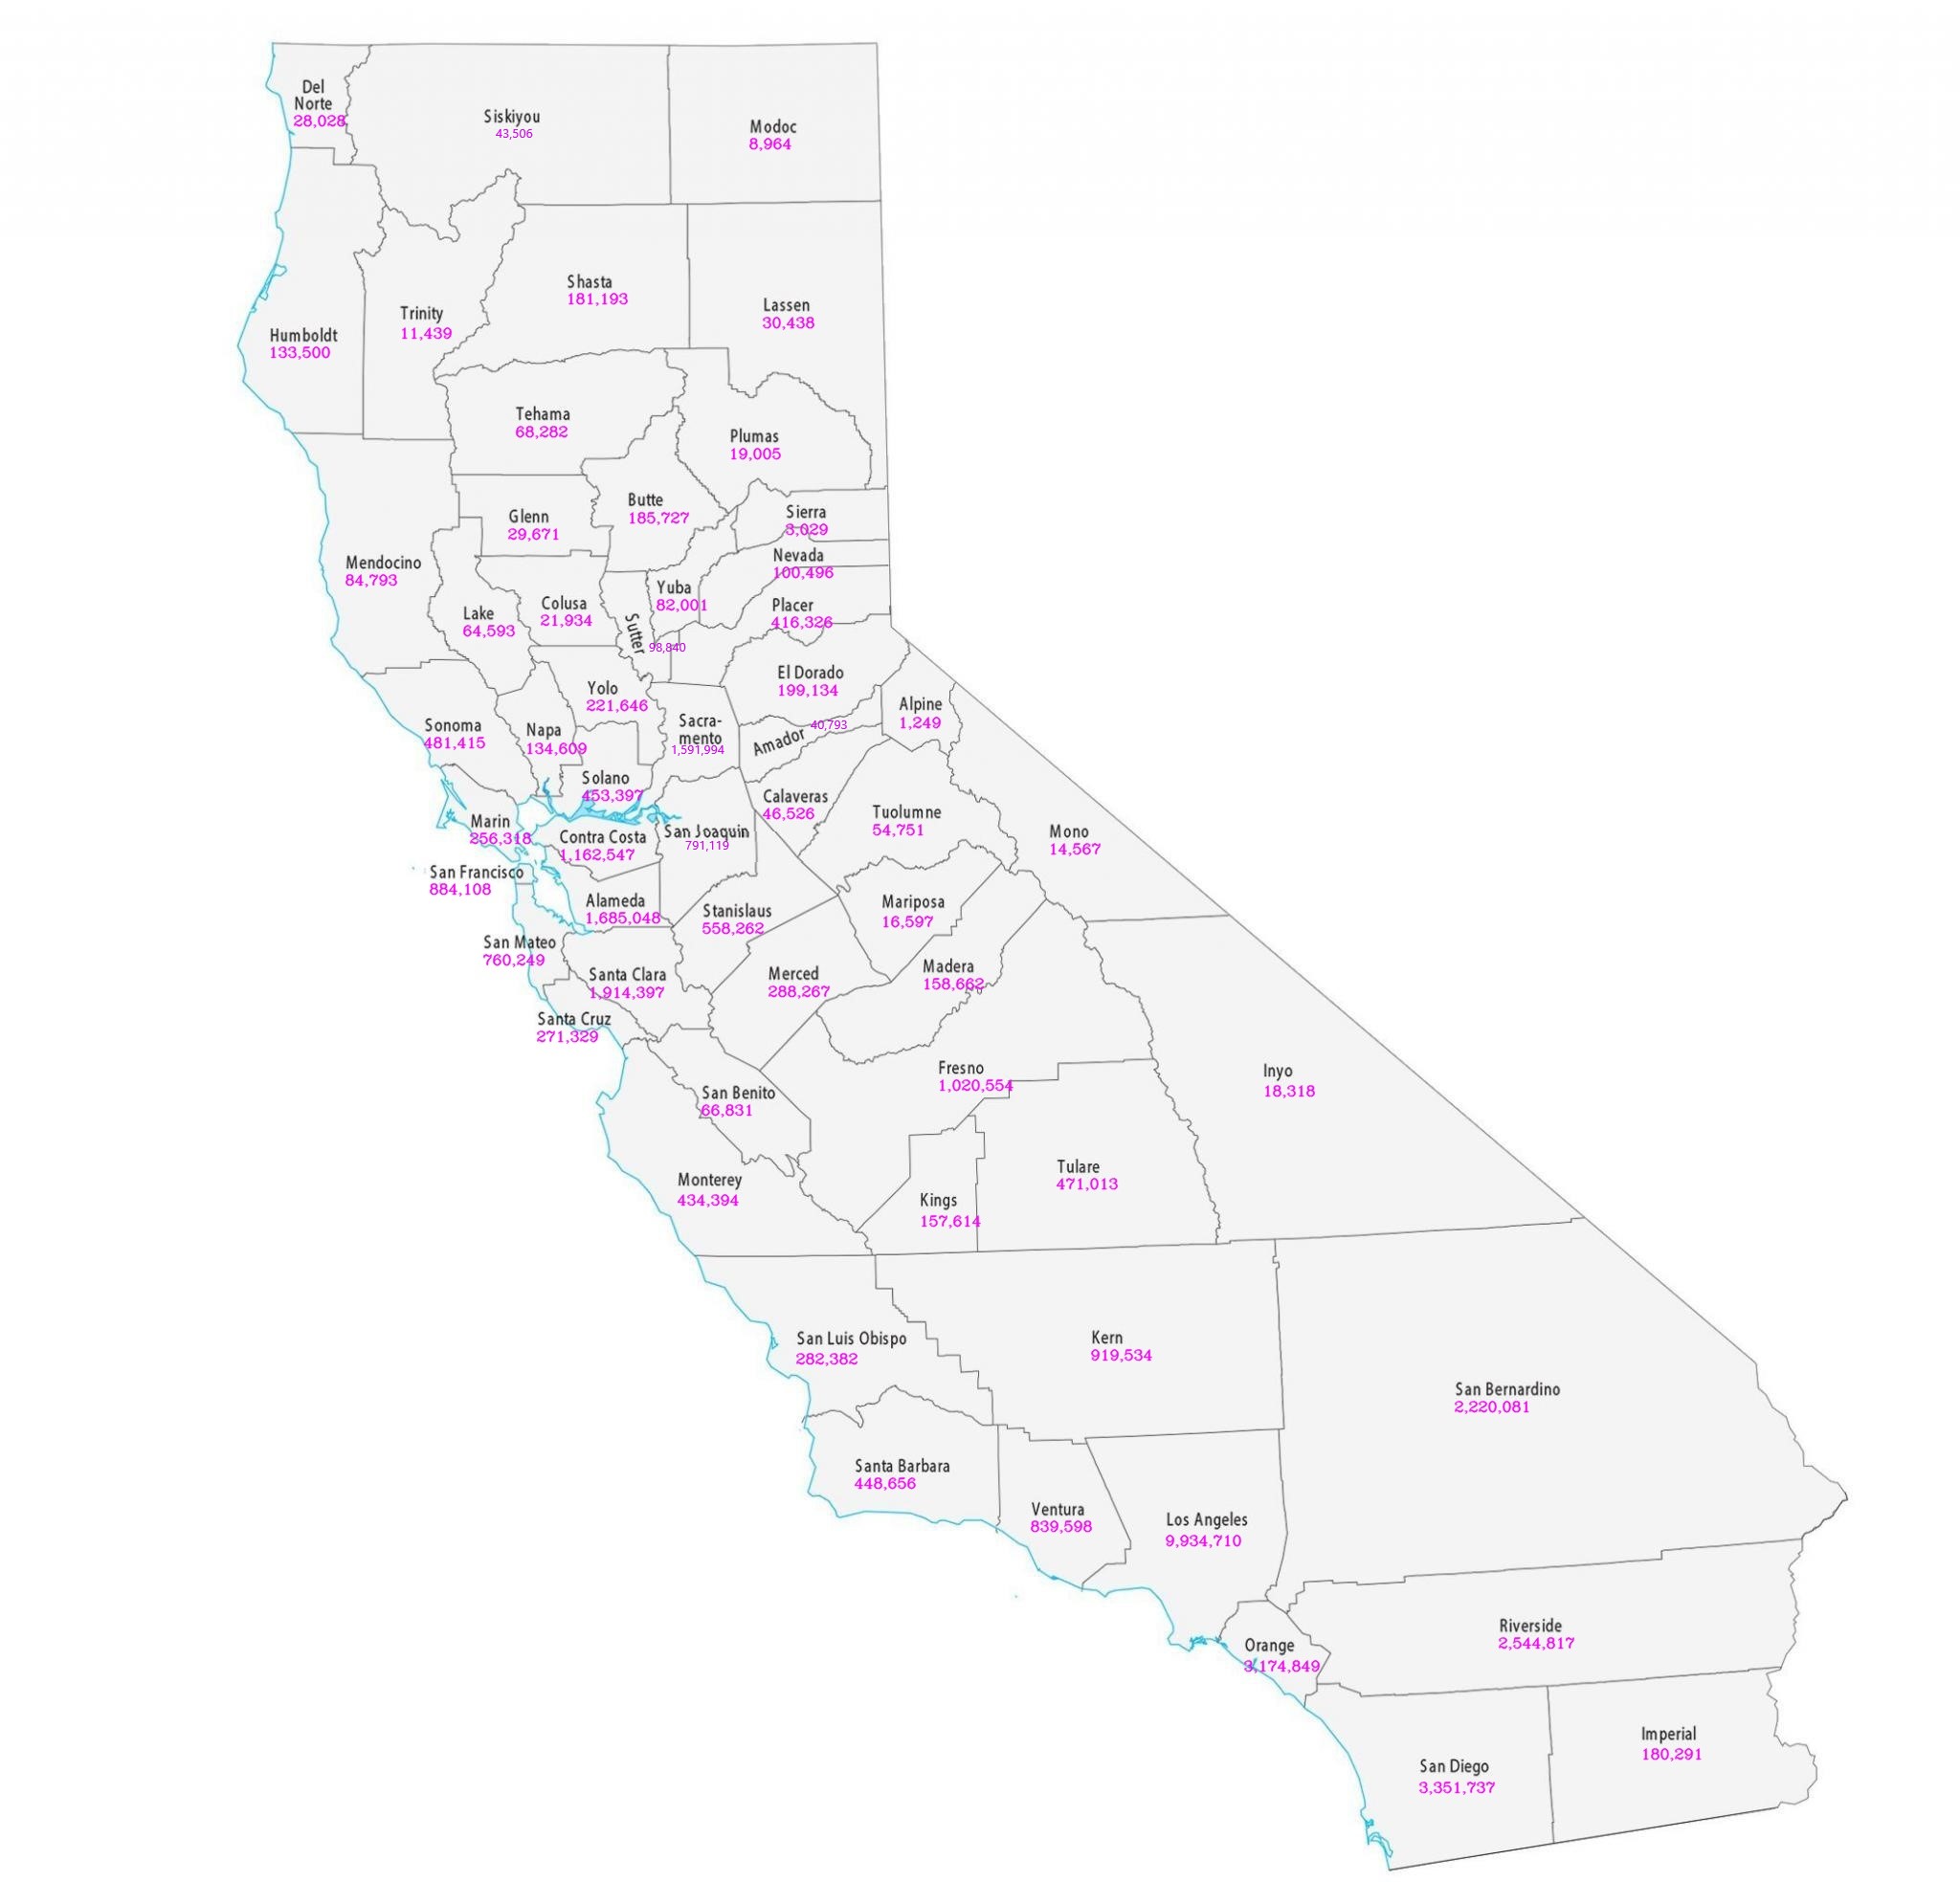 Del
Norte
28,028
Siskiyou
43,506
Modoc
8,964
Shasta
181,193
Lassen
30,438
Trinity
11,439
Humboldt
133,500
Tehama
68,282
Plumas
19,005
Butte
185,727
Glenn
29,671
Sierra
3,029
Mendocino
84,793
Nevada
100,496
Yuba
82,001
Colusa
21,934
Lake
64,593
Sutter
98,840
Placer
416,326
El Dorado
199,134
Yolo
221,646
Alpine
1,249
Sonoma
481,415
Napa
134,609
Sacra-
mento
1,591,994
Amador
40,793
Solano
453,397
Calaveras
46,526
Tuolumne
54,751
Marin
256,318
Contra Costa
1,162,547
San Joaquin
791,119
Mono
14,567
San Francisco
884,108
Alameda
1,685,048
Stanislaus
558,262
Mariposa
16,597
San Mateo
760,249
Santa Clara
1,914,397
Merced
288,267
Madera
158,662
Santa Cruz
271,329
Fresno
1,020,554
Inyo
18,318
San Benito
66,831
Monterey
434,394
Kings
157,614
Tulare
471,013
San Luis Obispo
282,382
Kern
919,534
San Bernardino
2,220,081
Santa Barbara
448,656
Ventura
839,598
Los Angeles
9,934,710
Orange
3,174,849
Riverside
2,544,817
San Diego
3,351,737
Imperial
180,291